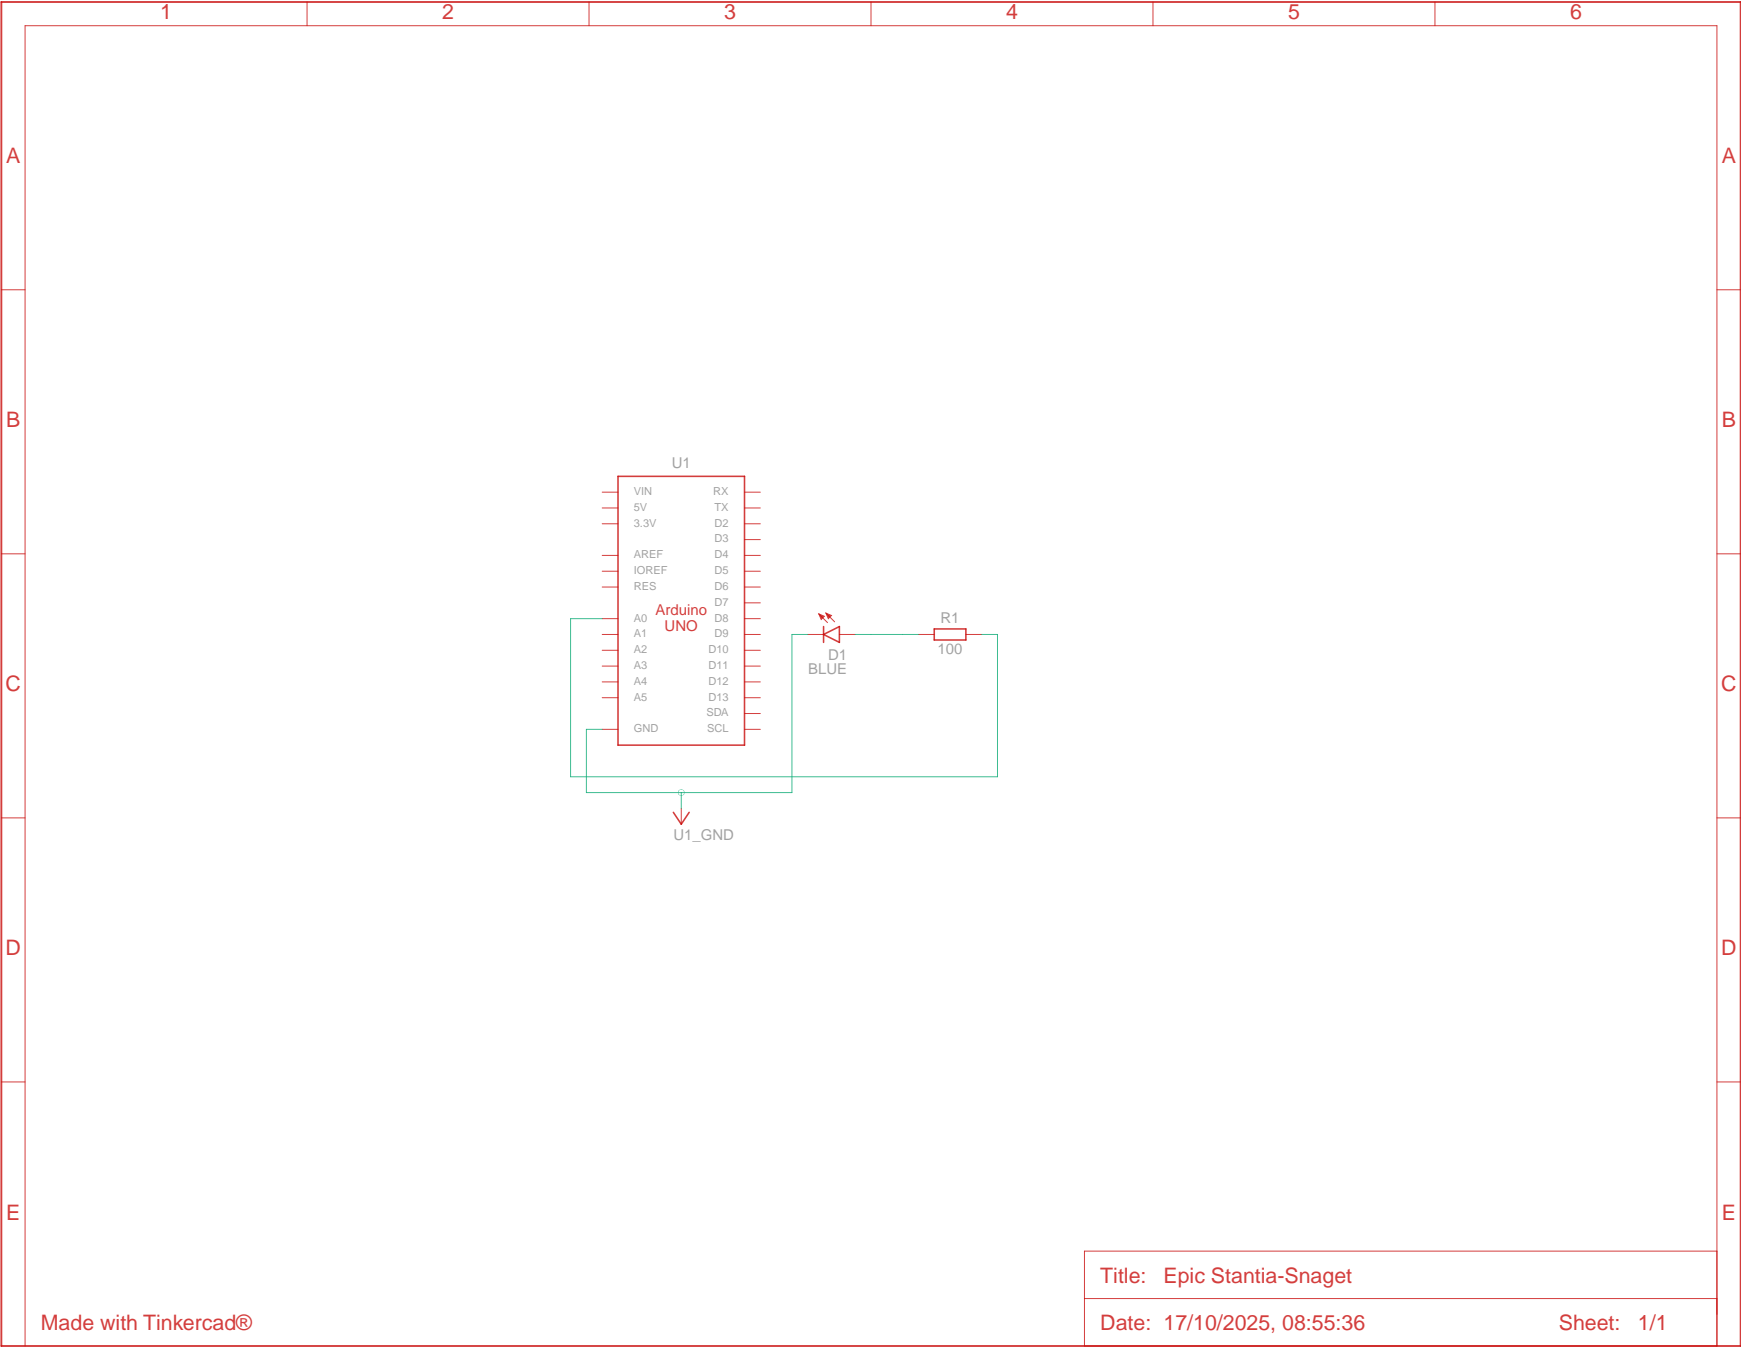 1 2 3 4 5 6
A A
B B
U1
VIN RX
5V TX
3.3V D2
D3
AREF D4
IOREF D5
RES D6
D7
Arduino
A0 D8
UNO
A1 D9
A2 D10
A3 D11
A4 D12
A5 D13
SDA
GND SCL
D1
BLUE
R1
100
C C
U1_GND
D D
E E
Title: Epic Stantia-Snaget
Made with Tinkercad®
Date: 17/10/2025, 08:55:36 Sheet: 1/1